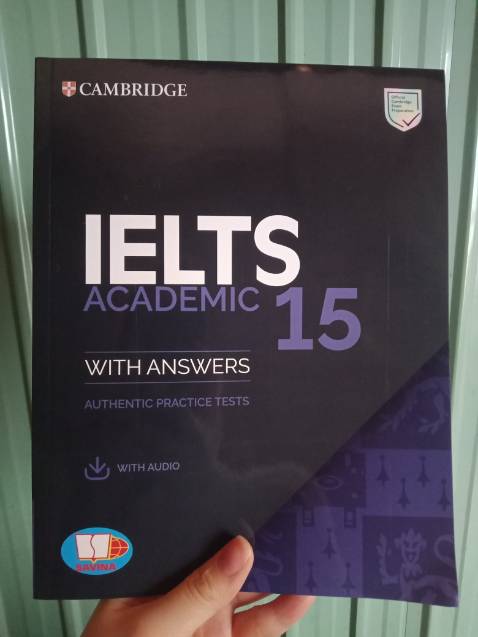 CAMBRIDGE
Official
Cambridge
Exam
Preparation
IELTS
ACADEMIC 15
WITH ANSWERS
AUTHENTIC PRACTICE TESTS
WITH AUDIO
SAVINA